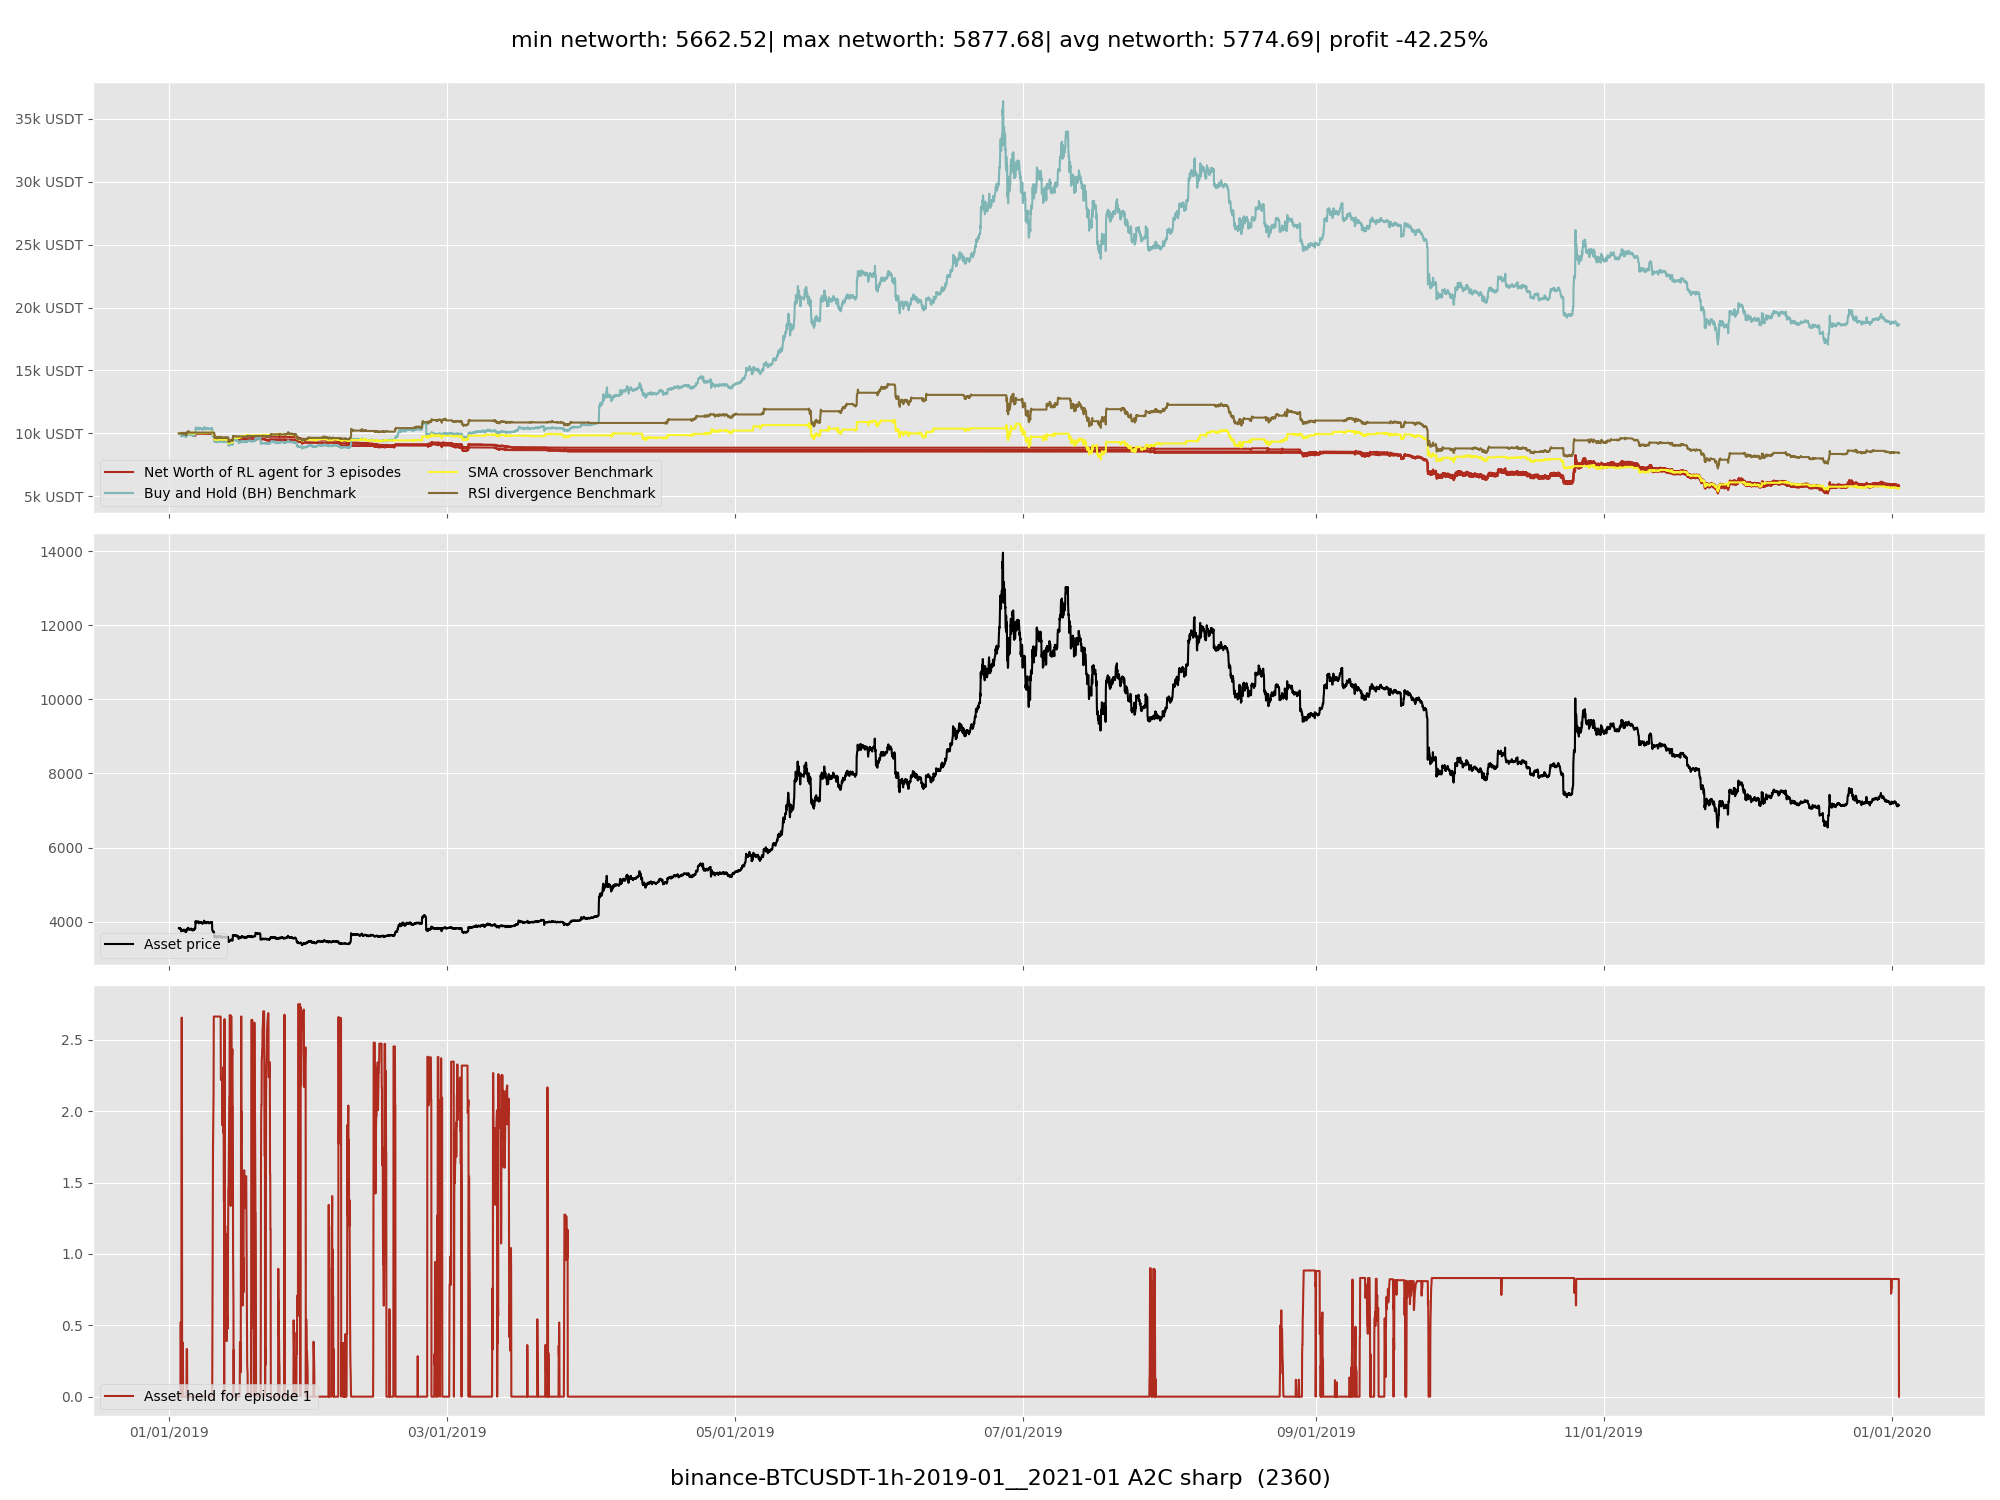 min networth: 5662.52| max networth: 5877.68| avg networth: 5774.69| profit -42.25%
35k USDT
30k USDT
25k USDT
20k USDT
15k USDT
10k USDT
5k USDT
Net Worth of RL agent for 3 episodes
Buy and Hold (BH) Benchmark
SMA crossover Benchmark
RSI divergence Benchmark
14000
12000
10000
8000
6000
4000
Asset price
2.5
2.0
1.5
1.0
0.5
0.0
Asset held for episode 1
01/01/2019 03/01/2019 05/01/2019 07/01/2019 09/01/2019 11/01/2019 01/01/2020
binance-BTCUSDT-1h-2019-01__2021-01 A2C sharp (2360)